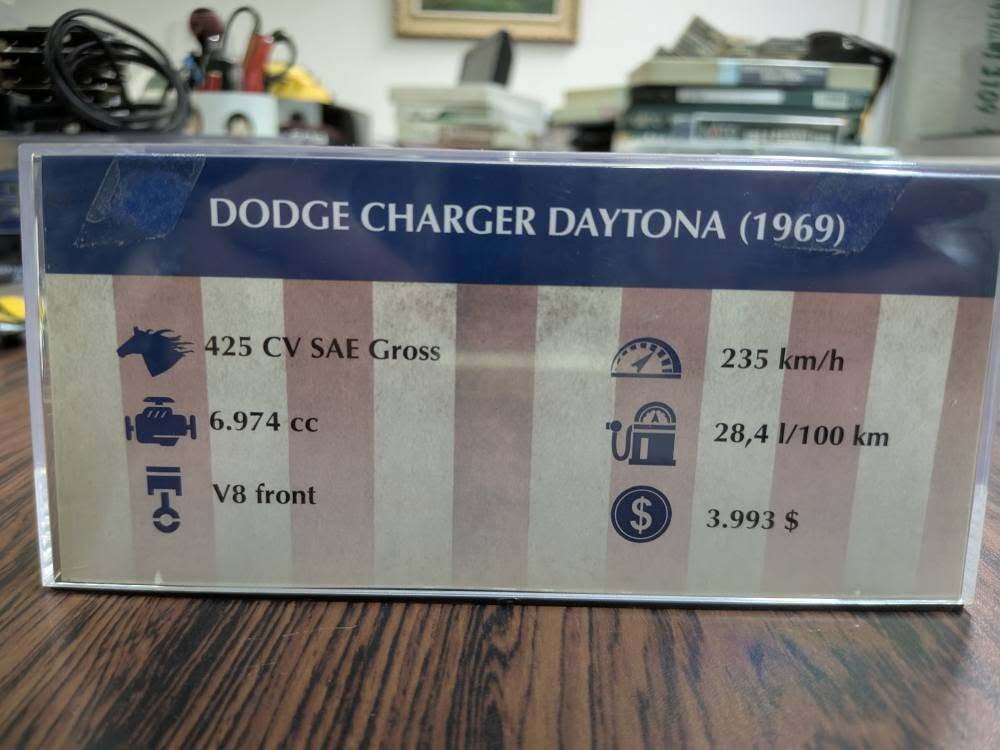 DODGE CHARGER DAYTONA (1969)
425 CV SAE Gross
6.974 cc
V8 front
235 km/h
28,4 l/100 km
$
3.993 $